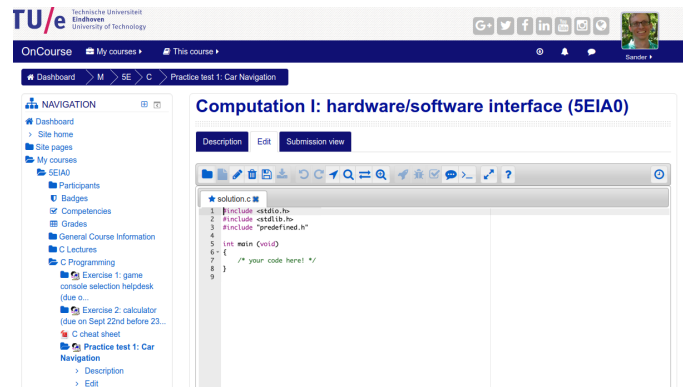 TU/e Technische Universiteit
Eindhoven
University of Technology
OnCourse My courses This course
Sander
Dashboard M 5E C Practice test 1: Car Navigation
NAVIGATION
Dashboard
Site home
Site pages
My courses
5EIA0
Participants
Badges
Competencies
Grades
General Course Information
C Lectures
C Programming
Exercise 1: game
console selection helpdesk
(due o...
Exercise 2: calculator
(due on Sept 22nd before 23...
C cheat sheet
Practice test 1: Car
Navigation
Description
Edit
Computation I: hardware/software interface (5EIA0)
Description Edit Submission view
solution.c
1 #include <stdio.h>
2 #include <stdlib.h>
3 #include "predefined.h"
4
5 int main (void)
6 {
7 /* your code here! */
8 }
9